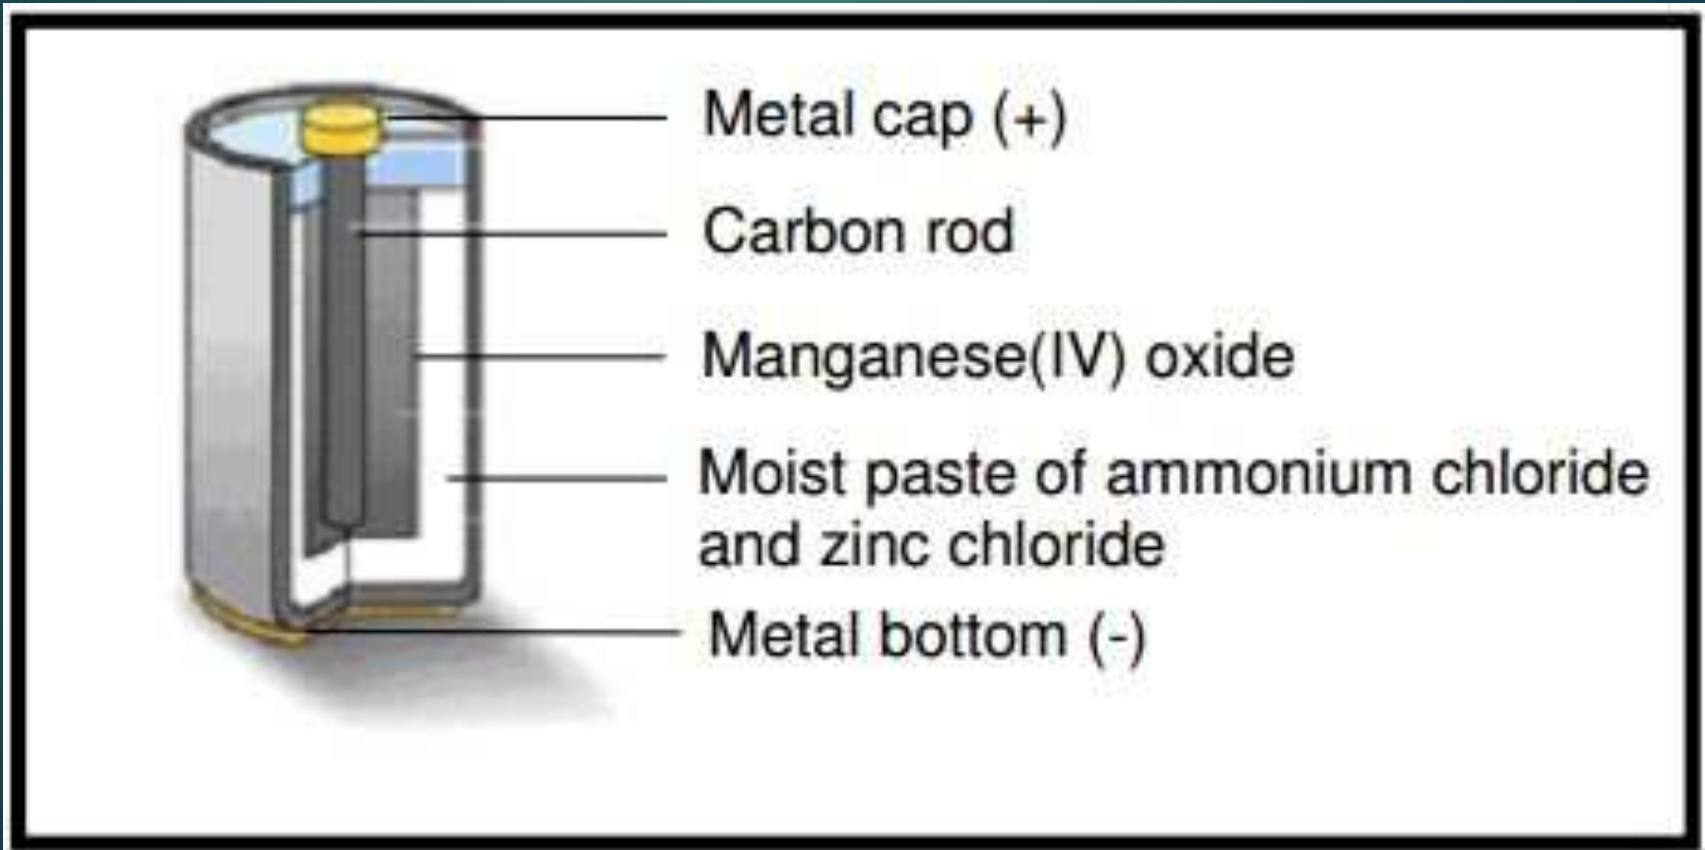 Metal cap (+)
Carbon rod
Manganese(IV) oxide
Moist paste of ammonium chloride
and zinc chloride
Metal bottom (-)